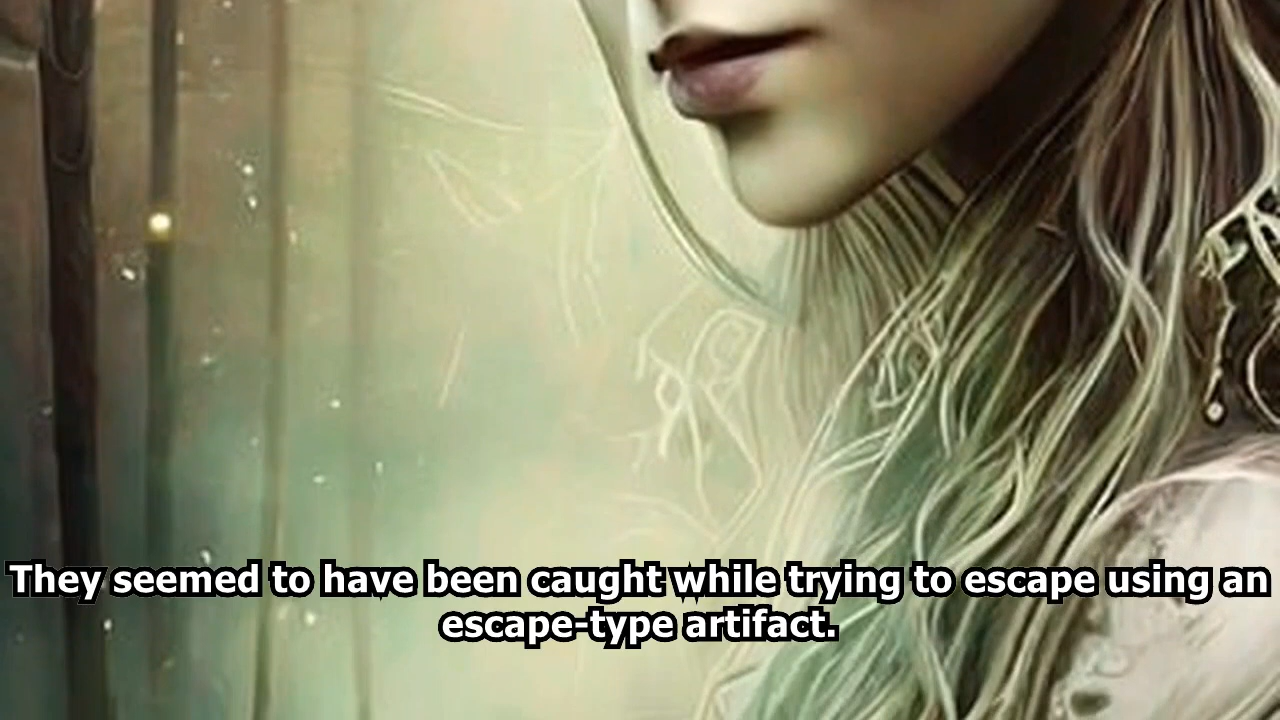 They seemed to have been caught while trying to escape using an
escape-type artifact.